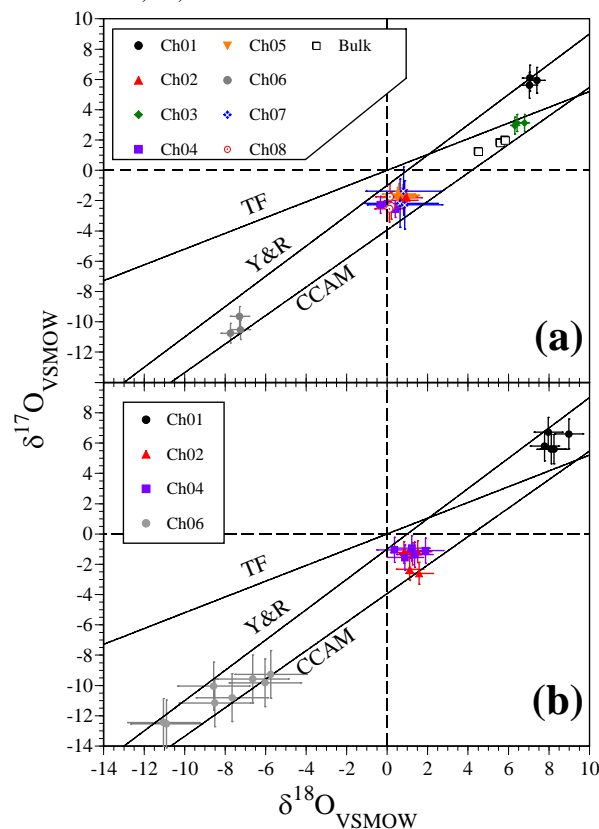 10
8
6
4
2
0
-2
-4
-6
-8
-10
-12
Ch01
Ch05
Bulk
Ch02
Ch06
Ch03
Ch07
Ch04
Ch08
TF
Y&R
CCAM
(a)
δ¹⁷O_VSMOW
8
6
4
2
0
-2
-4
-6
-8
-10
-12
-14
Ch01
Ch02
Ch04
Ch06
TF
Y&R
CCAM
(b)
-14 -12 -10 -8 -6 -4 -2 0 2 4 6 8 10
δ¹⁸O_VSMOW